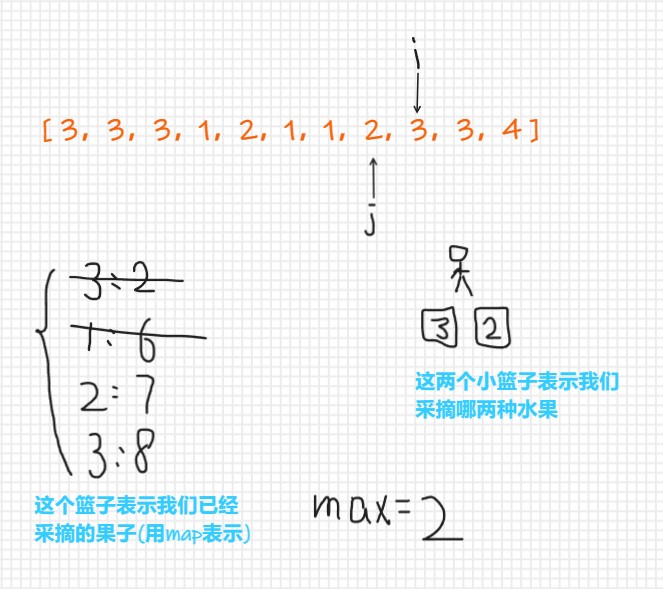 i
[3, 3, 3, 1, 2, 1, 1, 2, 3, 3, 4]
j
3:2
1:6
2:7
3:8
3 2
这两个小篮子表示我们
采摘哪两种水果
这个篮子表示我们已经
采摘的果子(用map表示)
max=2